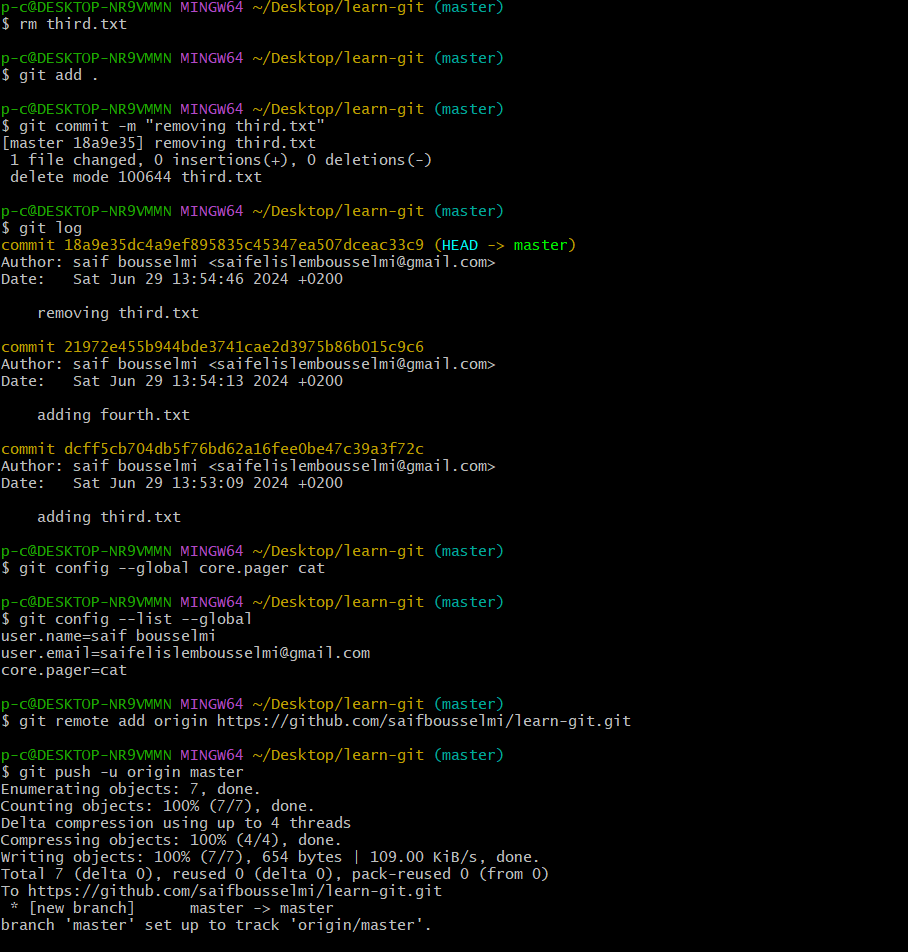 p-c@DESKTOP-NR9VMMN MINGW64 ~/Desktop/learn-git (master)
$ rm third.txt

p-c@DESKTOP-NR9VMMN MINGW64 ~/Desktop/learn-git (master)
$ git add .

p-c@DESKTOP-NR9VMMN MINGW64 ~/Desktop/learn-git (master)
$ git commit -m "removing third.txt"
[master 18a9e35] removing third.txt
 1 file changed, 0 insertions(+), 0 deletions(-)
 delete mode 100644 third.txt

p-c@DESKTOP-NR9VMMN MINGW64 ~/Desktop/learn-git (master)
$ git log
commit 18a9e35dc4a9ef895835c45347ea507dceac33c9 (HEAD -> master)
Author: saif bousselmi <saifelislembousselmi@gmail.com>
Date:   Sat Jun 29 13:54:46 2024 +0200

    removing third.txt

commit 21972e455b944bde3741cae2d3975b86b015c9c6
Author: saif bousselmi <saifelislembousselmi@gmail.com>
Date:   Sat Jun 29 13:54:13 2024 +0200

    adding fourth.txt

commit dcff5cb704db5f76bd62a16fee0be47c39a3f72c
Author: saif bousselmi <saifelislembousselmi@gmail.com>
Date:   Sat Jun 29 13:53:09 2024 +0200

    adding third.txt

p-c@DESKTOP-NR9VMMN MINGW64 ~/Desktop/learn-git (master)
$ git config --global core.pager cat

p-c@DESKTOP-NR9VMMN MINGW64 ~/Desktop/learn-git (master)
$ git config --list --global
user.name=saif bousselmi
user.email=saifelislembousselmi@gmail.com
core.pager=cat

p-c@DESKTOP-NR9VMMN MINGW64 ~/Desktop/learn-git (master)
$ git remote add origin https://github.com/saifbousselmi/learn-git.git

p-c@DESKTOP-NR9VMMN MINGW64 ~/Desktop/learn-git (master)
$ git push -u origin master
Enumerating objects: 7, done.
Counting objects: 100% (7/7), done.
Delta compression using up to 4 threads
Compressing objects: 100% (4/4), done.
Writing objects: 100% (7/7), 654 bytes | 109.00 KiB/s, done.
Total 7 (delta 0), reused 0 (delta 0), pack-reused 0 (from 0)
To https://github.com/saifbousselmi/learn-git.git
 * [new branch]      master -> master
branch 'master' set up to track 'origin/master'.